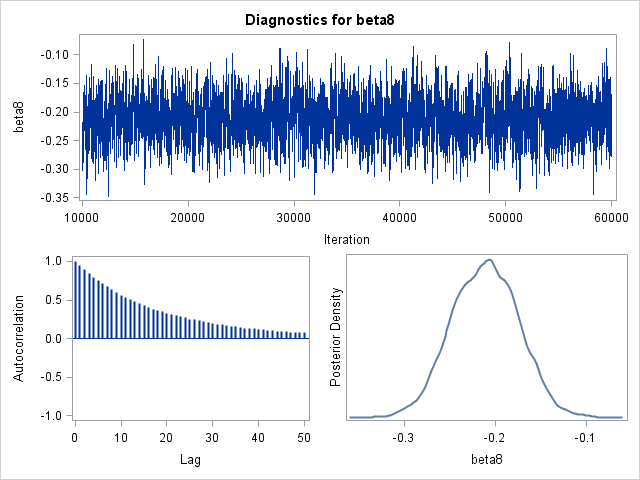 Diagnostics for beta8
beta8
-0.10
-0.15
-0.20
-0.25
-0.30
-0.35
10000 20000 30000 40000 50000 60000
Iteration
Autocorrelation
1.0
0.5
0.0
-0.5
-1.0
0 10 20 30 40 50
Lag
Posterior Density
-0.3 -0.2 -0.1
beta8